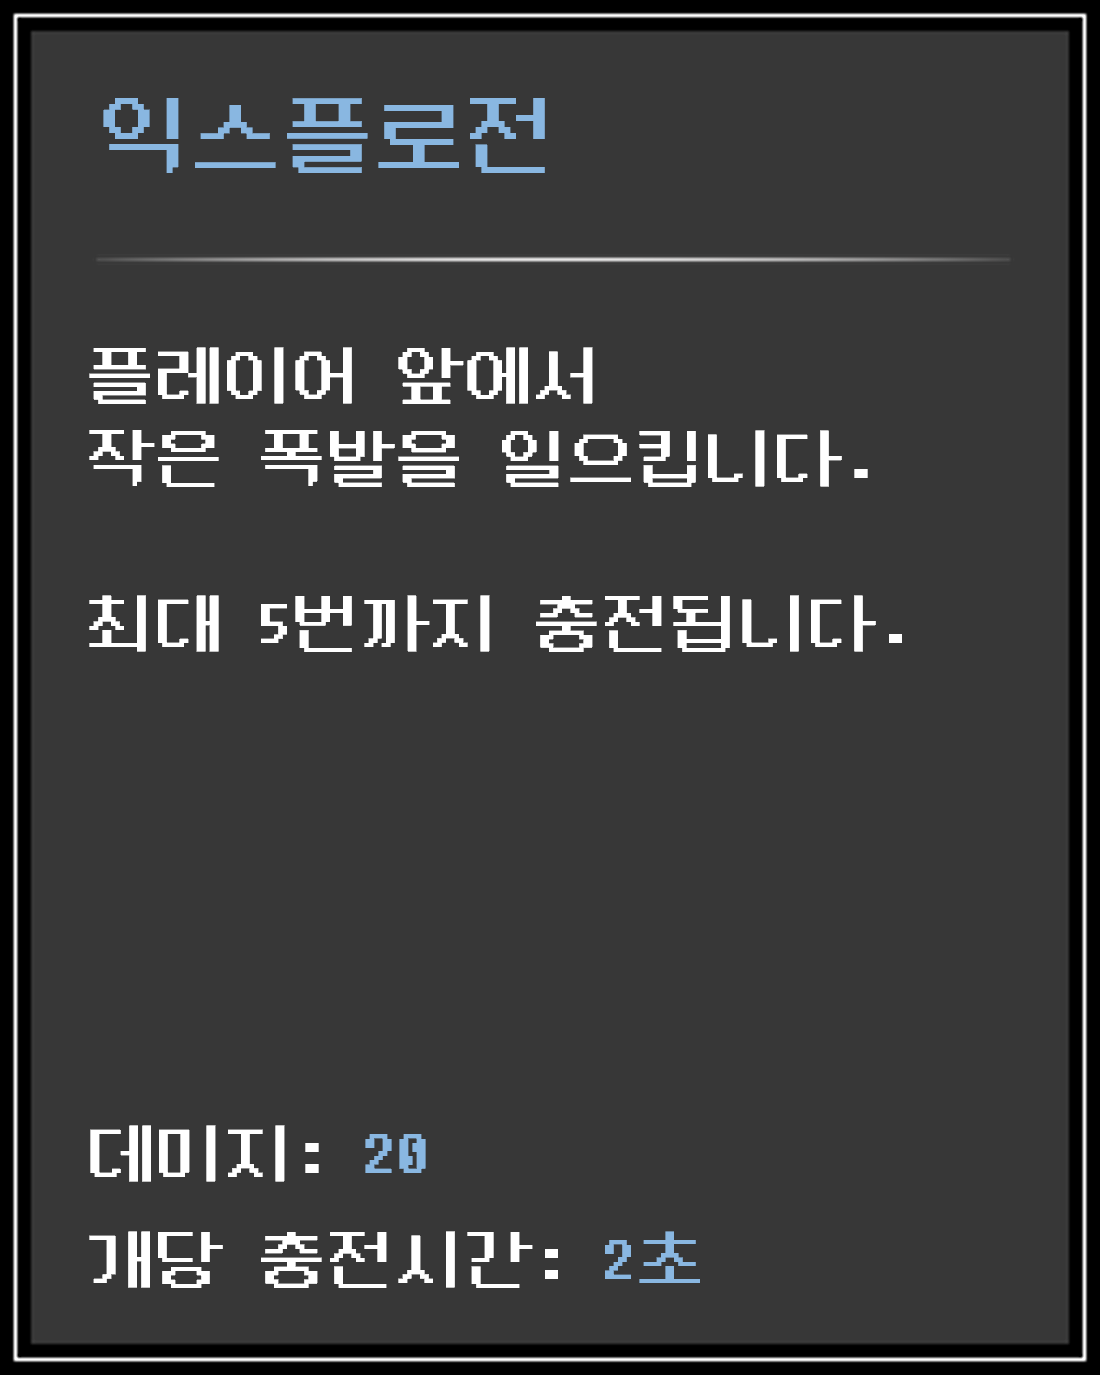 익스플로전
플레이어 앞에서
작은 폭발을 일으킵니다.
최대 5번까지 충전됩니다.
데미지: 20
개당 충전시간: 2초